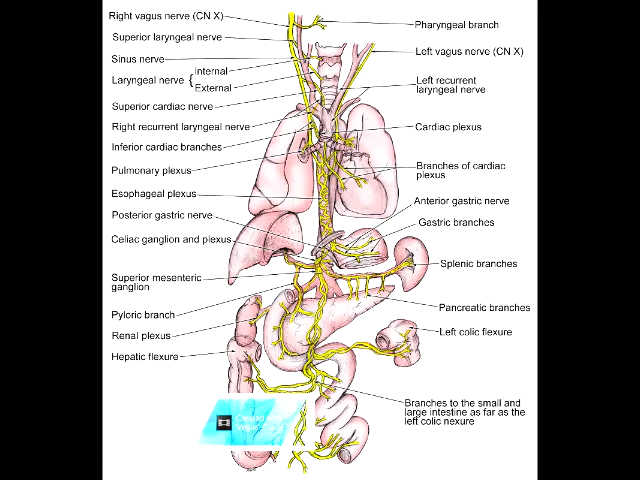 Right vagus nerve (CN X)
Superior laryngeal nerve
Sinus nerve
Laryngeal nerve
Internal
External
Superior cardiac nerve
Right recurrent laryngeal nerve
Inferior cardiac branches
Pulmonary plexus
Esophageal plexus
Posterior gastric nerve
Celiac ganglion and plexus
Superior mesenteric
ganglion
Pyloric branch
Renal plexus
Hepatic flexure
Pharyngeal branch
Left vagus nerve (CN X)
Left recurrent
laryngeal nerve
Cardiac plexus
Branches of cardiac
plexus
Anterior gastric nerve
Gastric branches
Splenic branches
Pancreatic branches
Left colic flexure
Branches to the small and
large intestine as far as the
left colic nexure